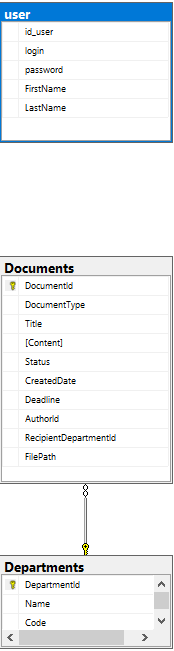 user
id_user
login
password
FirstName
LastName
Documents
DocumentId
DocumentType
Title
[Content]
Status
CreatedDate
Deadline
AuthorId
RecipientDepartmentId
FilePath
Departments
DepartmentId
Name
Code